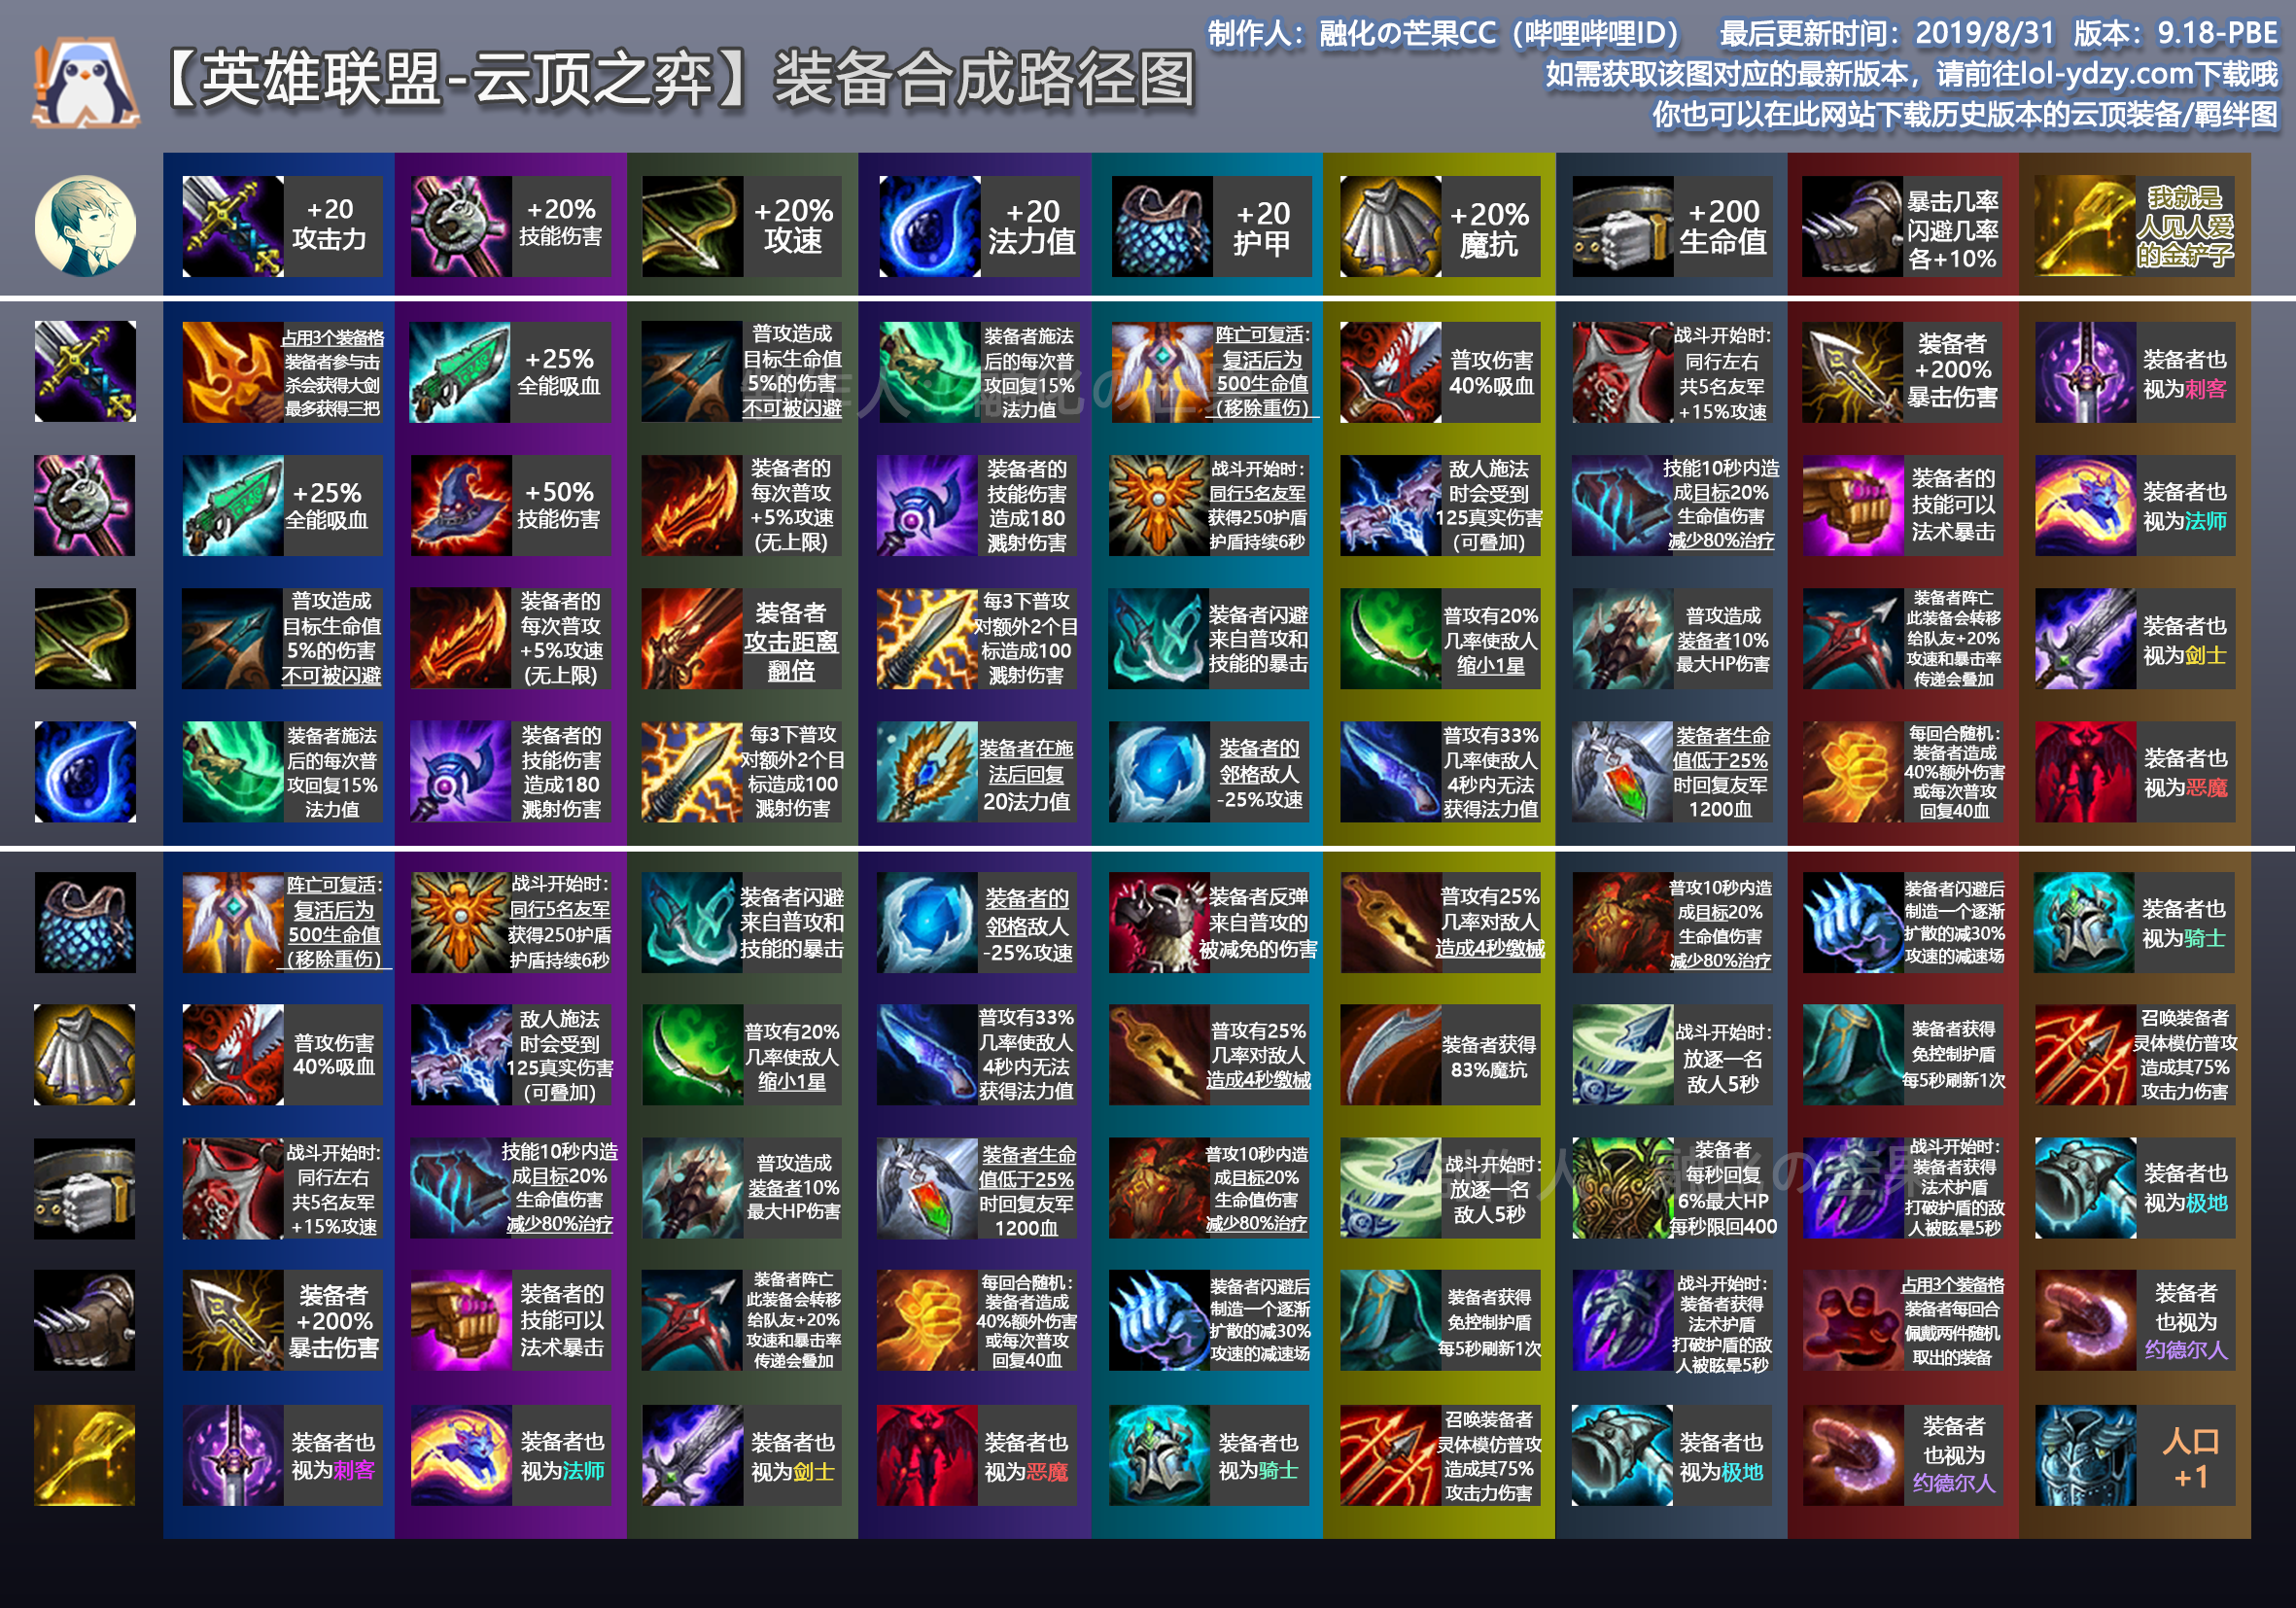 【英雄联盟-云顶之弈】装备合成路径图
制作人：融化の芒果CC（哔哩哔哩ID） 最后更新时间：2019/8/31 版本：9.18-PBE
如需获取该图对应的最新版本，请前往lol-ydzy.com下载哦
你也可以在此网站下载历史版本的云顶装备/羁绊图
+20
攻击力
+20%
技能伤害
+20%
攻速
+20
法力值
+20
护甲
+20%
魔抗
+200
生命值
暴击几率
闪避几率
各+10%
我就是
人见人爱
的金铲子
占用3个装备格
装备者参与击
杀会获得大剑
最多获得三把
+25%
全能吸血
普攻造成
目标生命值
5%的伤害
不可被闪避
装备者施法
后的每次普
攻回复15%
法力值
阵亡可复活：
复活后为
500生命值
（移除重伤）
普攻伤害
40%吸血
战斗开始时：
同行左右
共5名友军
+15%攻速
装备者
+200%
暴击伤害
装备者也
视为刺客
+25%
全能吸血
+50%
技能伤害
装备者的
每次普攻
+5%攻速
(无上限)
装备者的
技能伤害
造成180
溅射伤害
战斗开始时：
同行5名友军
获得250护盾
护盾持续6秒
敌人施法
时会受到
125真实伤害
（可叠加）
技能10秒内造
成目标20%
生命值伤害
减少80%治疗
装备者的
技能可以
法术暴击
装备者也
视为法师
普攻造成
目标生命值
5%的伤害
不可被闪避
装备者的
每次普攻
+5%攻速
(无上限)
装备者
攻击距离
翻倍
每3下普攻
对额外2个目
标造成100
溅射伤害
装备者闪避
来自普攻和
技能的暴击
普攻有20%
几率使敌人
缩小1星
普攻造成
装备者10%
最大HP伤害
装备者阵亡
此装备会转移
给队友+20%
攻速和暴击率
传递会叠加
装备者也
视为剑士
装备者施法
后的每次普
攻回复15%
法力值
装备者的
技能伤害
造成180
溅射伤害
每3下普攻
对额外2个目
标造成100
溅射伤害
装备者在施
法后回复
20法力值
装备者的
邻格敌人
-25%攻速
普攻有33%
几率使敌人
4秒内无法
获得法力值
装备者生命
值低于25%
时回复友军
1200血
每回合随机：
装备者造成
40%额外伤害
或每次普攻
回复40血
装备者也
视为恶魔
阵亡可复活：
复活后为
500生命值
（移除重伤）
战斗开始时：
同行5名友军
获得250护盾
护盾持续6秒
装备者闪避
来自普攻和
技能的暴击
装备者的
邻格敌人
-25%攻速
装备者反弹
来自普攻的
被减免的伤害
普攻有25%
几率对敌人
造成4秒缴械
普攻10秒内造
成目标20%
生命值伤害
减少80%治疗
装备者闪避后
制造一个逐渐
扩散的减30%
攻速的减速场
装备者也
视为骑士
普攻伤害
40%吸血
敌人施法
时会受到
125真实伤害
（可叠加）
普攻有20%
几率使敌人
缩小1星
普攻有33%
几率使敌人
4秒内无法
获得法力值
普攻有25%
几率对敌人
造成4秒缴械
装备者获得
83%魔抗
战斗开始时：
放逐一名
敌人5秒
装备者获得
免控制护盾
每5秒刷新1次
召唤装备者
灵体模仿普攻
造成其75%
攻击力伤害
战斗开始时：
同行左右
共5名友军
+15%攻速
技能10秒内造
成目标20%
生命值伤害
减少80%治疗
普攻造成
装备者10%
最大HP伤害
装备者生命
值低于25%
时回复友军
1200血
普攻10秒内造
成目标20%
生命值伤害
减少80%治疗
战斗开始时：
放逐一名
敌人5秒
装备者
每秒回复
6%最大HP
每秒限回400
战斗开始时：
装备者获得
法术护盾
打破护盾的敌
人被眩晕5秒
装备者也
视为极地
装备者
+200%
暴击伤害
装备者的
技能可以
法术暴击
装备者阵亡
此装备会转移
给队友+20%
攻速和暴击率
传递会叠加
每回合随机：
装备者造成
40%额外伤害
或每次普攻
回复40血
装备者闪避后
制造一个逐渐
扩散的减30%
攻速的减速场
装备者获得
免控制护盾
每5秒刷新1次
战斗开始时：
装备者获得
法术护盾
打破护盾的敌
人被眩晕5秒
占用3个装备格
装备者每回合
佩戴两件随机
取出的装备
装备者
也视为
约德尔人
装备者也
视为刺客
装备者也
视为法师
装备者也
视为剑士
装备者也
视为恶魔
装备者也
视为骑士
召唤装备者
灵体模仿普攻
造成其75%
攻击力伤害
装备者也
视为极地
装备者
也视为
约德尔人
人口
+1